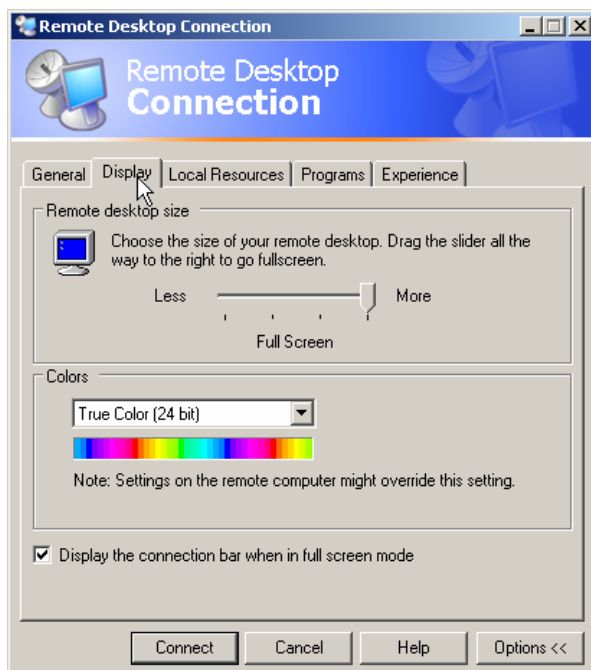 Remote Desktop Connection
Remote Desktop
Connection
General Display Local Resources Programs Experience
Remote desktop size
Choose the size of your remote desktop. Drag the slider all the
way to the right to go fullscreen.
Less More
Full Screen
Colors
True Color (24 bit)
Note: Settings on the remote computer might override this setting.
Display the connection bar when in full screen mode
Connect Cancel Help Options <<